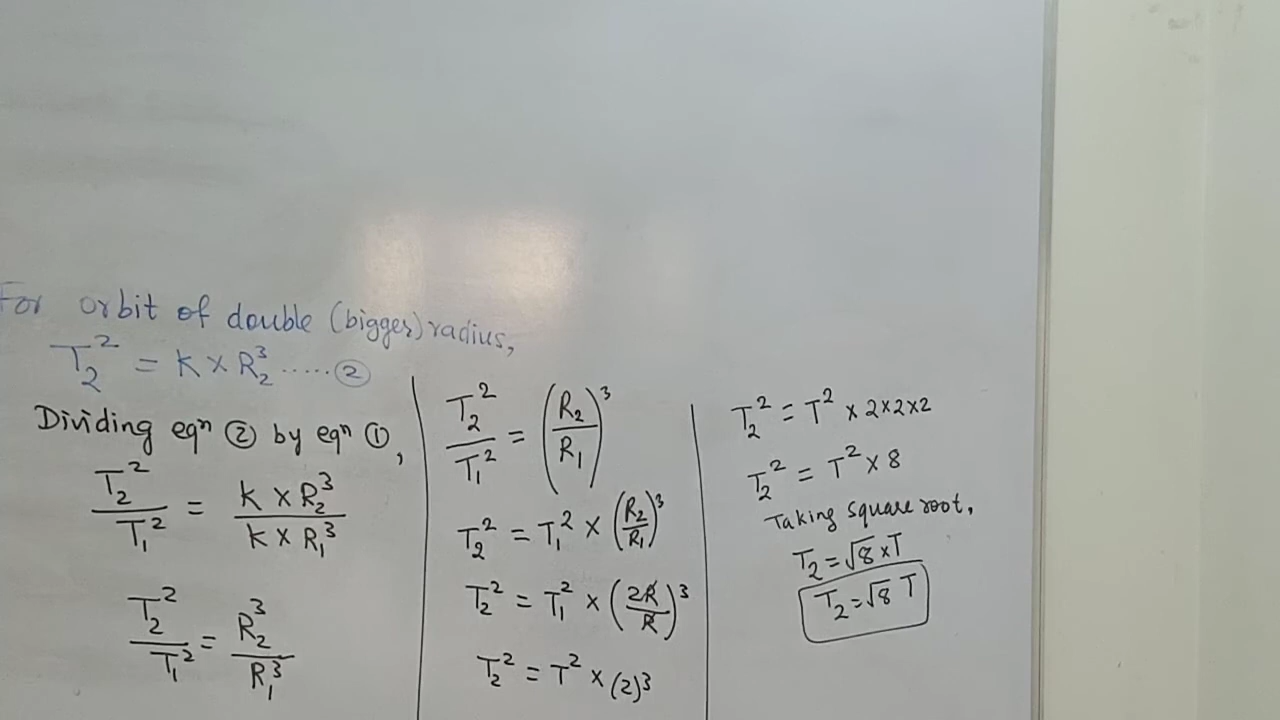 For orbit of double (bigger) radius,
T₂² = K × R₂³ ..... ②
Dividing eqⁿ ② by eqⁿ ①,
T₂²/T₁² = K × R₂³/K × R₁³
T₂²/T₁² = R₂³/R₁³
T₂²/T₁² = (R₂/R₁)³
T₂² = T₁² × (R₂/R₁)³
T₂² = T₁² × (2R/R)³
T₂² = T² × (2)³
T₂² = T² × 2×2×2
T₂² = T² × 8
Taking square root,
T₂ = √8 × T
T₂ = √8 T